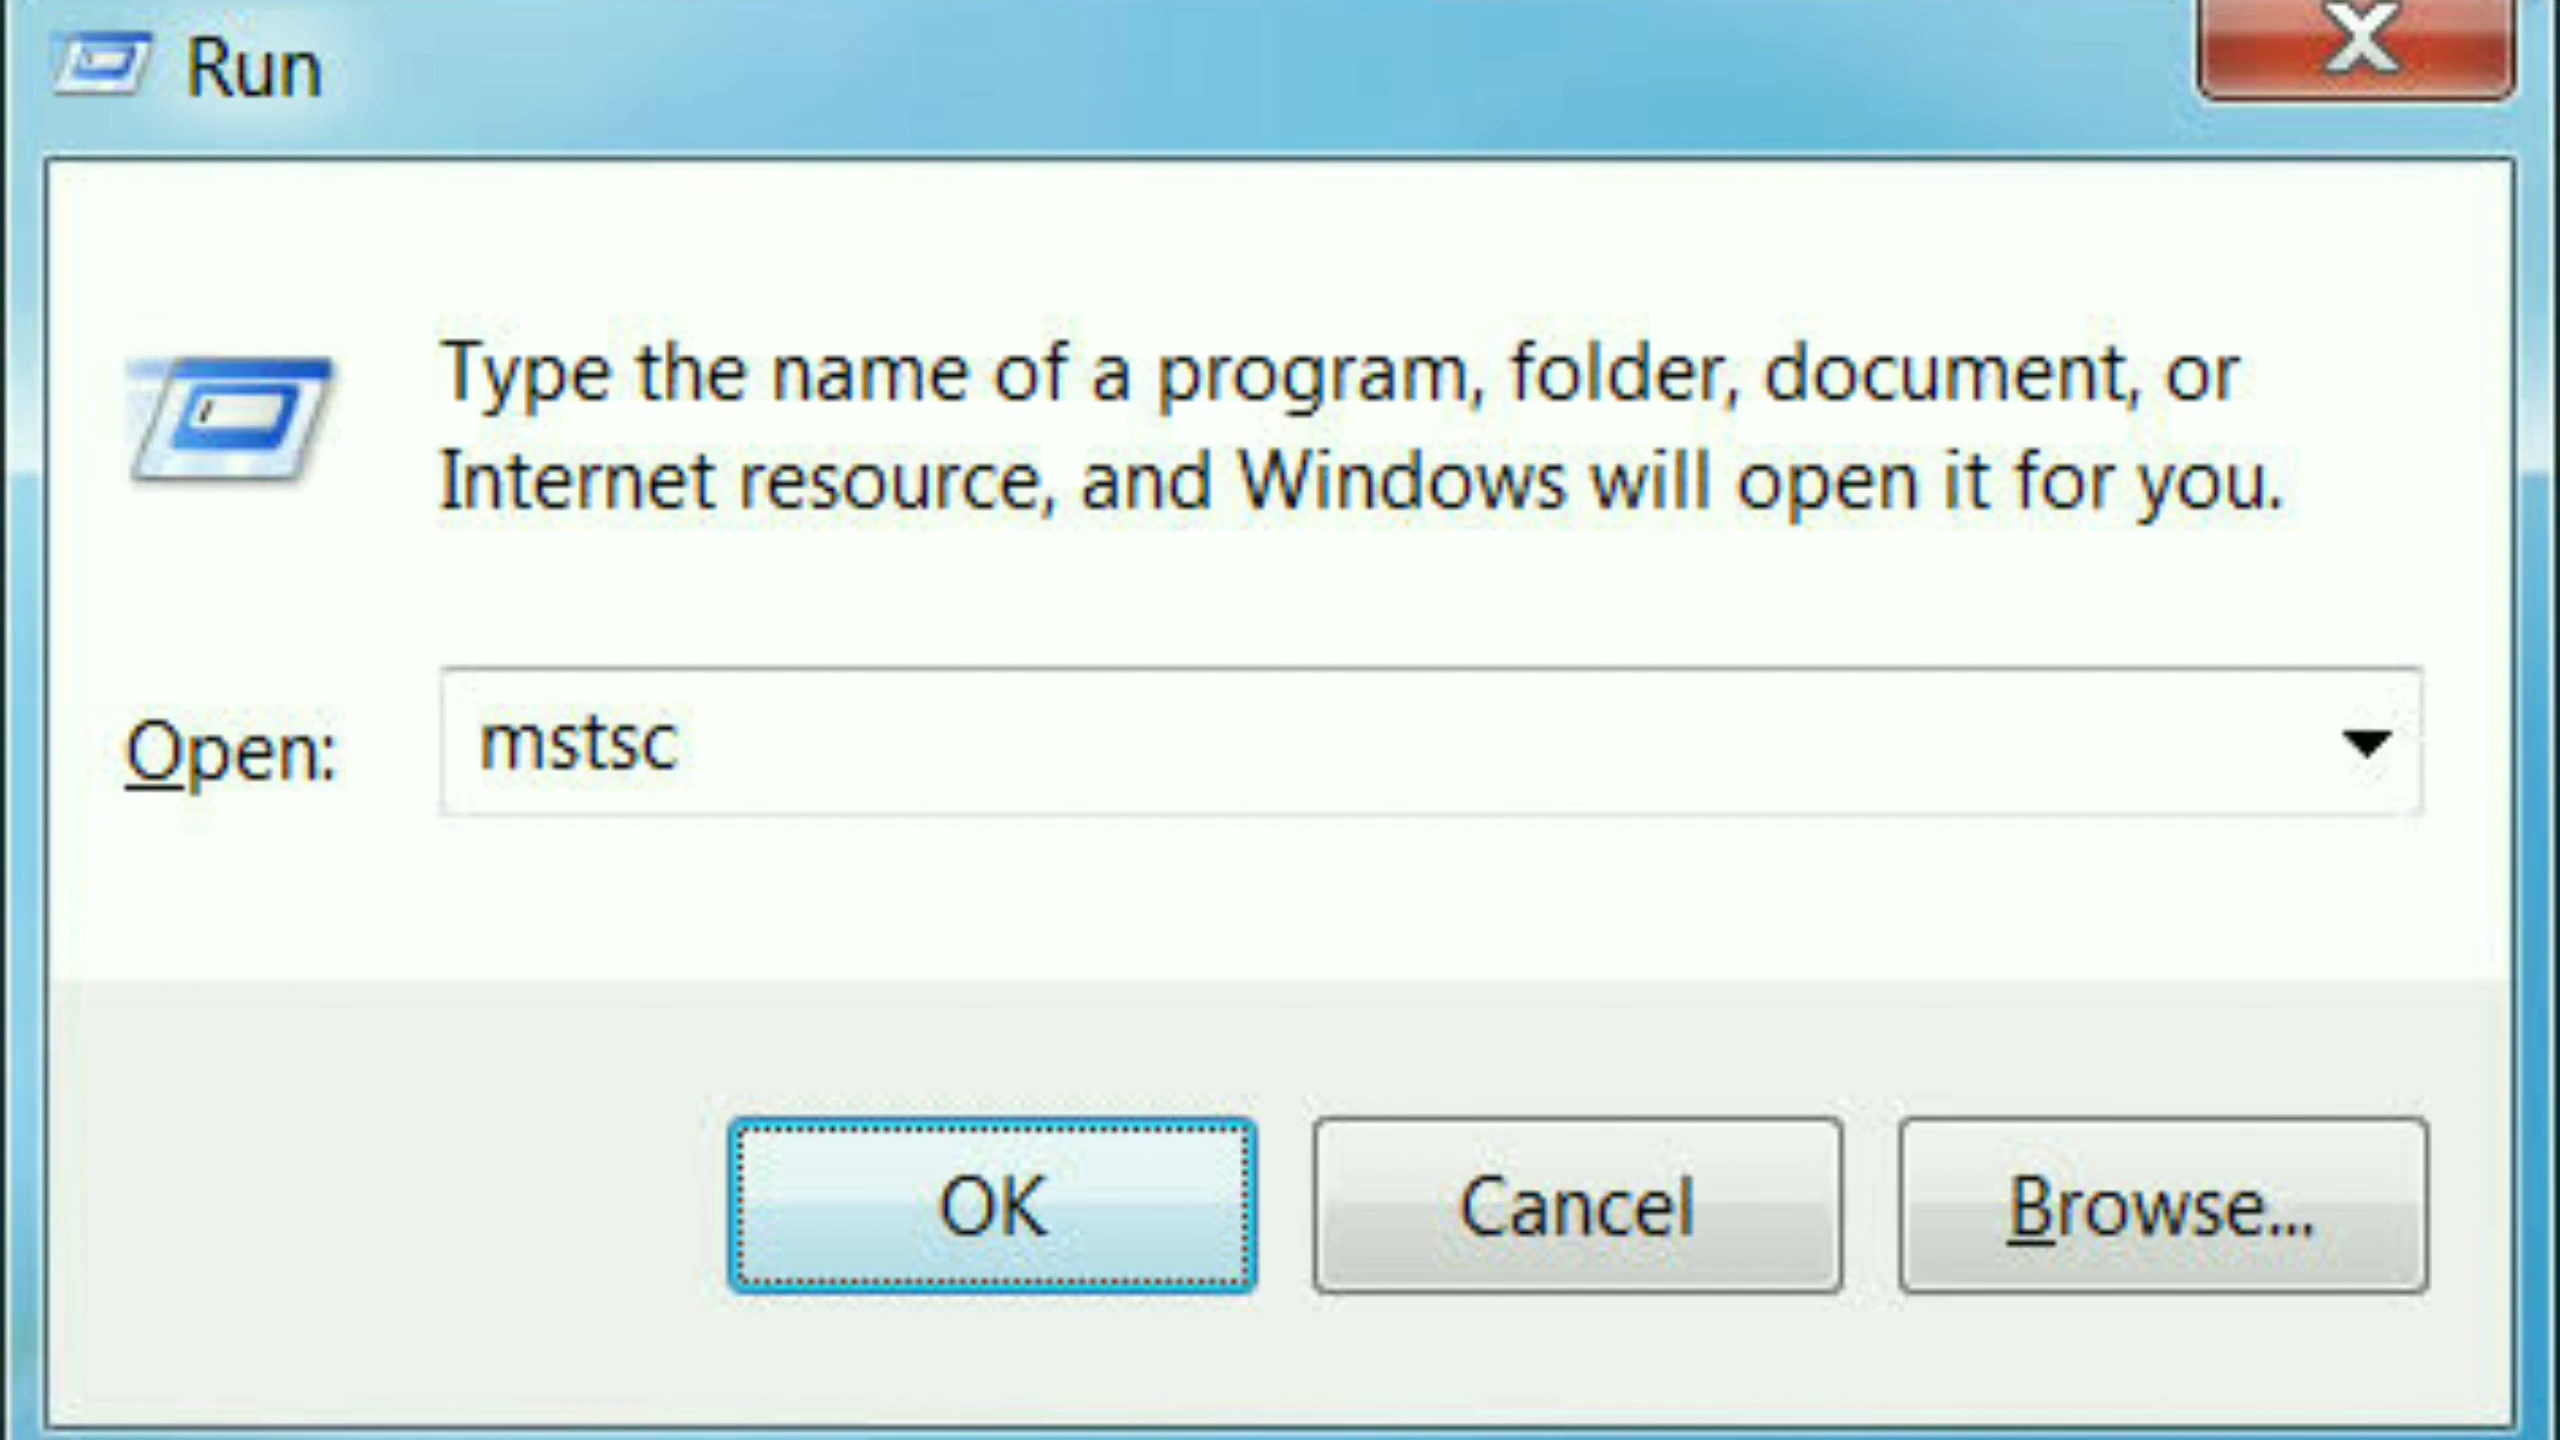 Run
Type the name of a program, folder, document, or
Internet resource, and Windows will open it for you.
Open: mstsc
OK Cancel Browse...